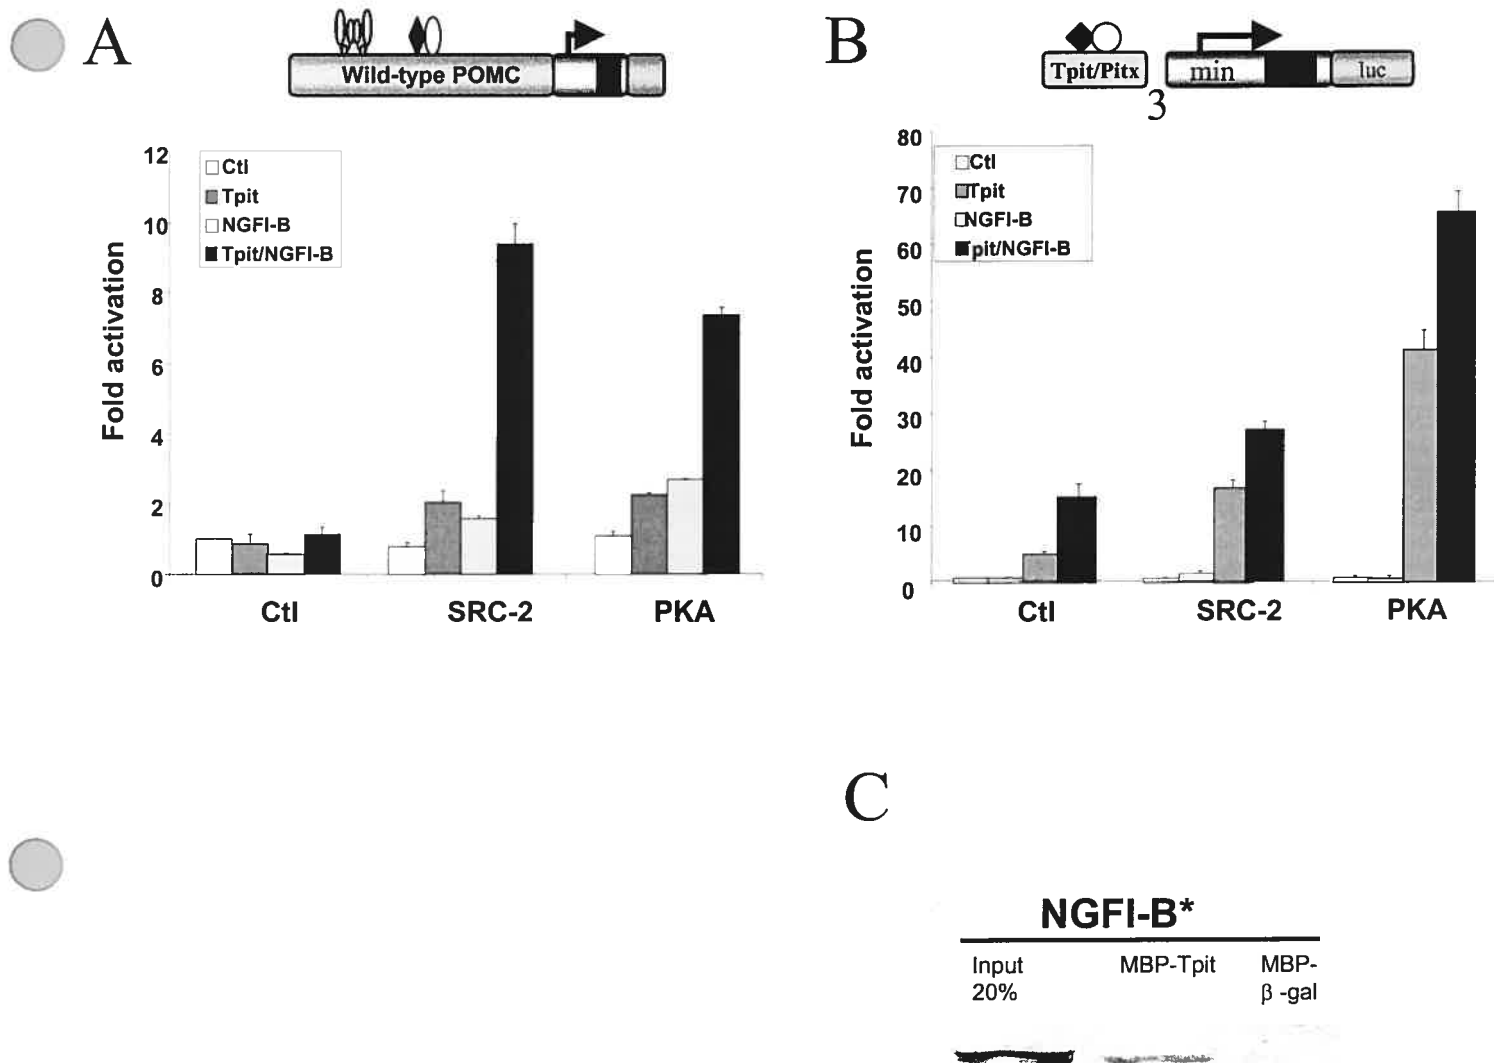 A
Wild-type POMC
12
10
8
6
4
2
0
Fold activation
Ctl
Tpit
NGFI-B
Tpit/NGFI-B
Ctl
SRC-2
PKA
B
Tpit/Pitx
3
min
luc
80
70
60
50
40
30
20
10
0
Fold activation
Ctl
Tpit
NGFI-B
Tpit/NGFI-B
Ctl
SRC-2
PKA
C
NGFI-B*
Input MBP-Tpit MBP-
20% β -gal